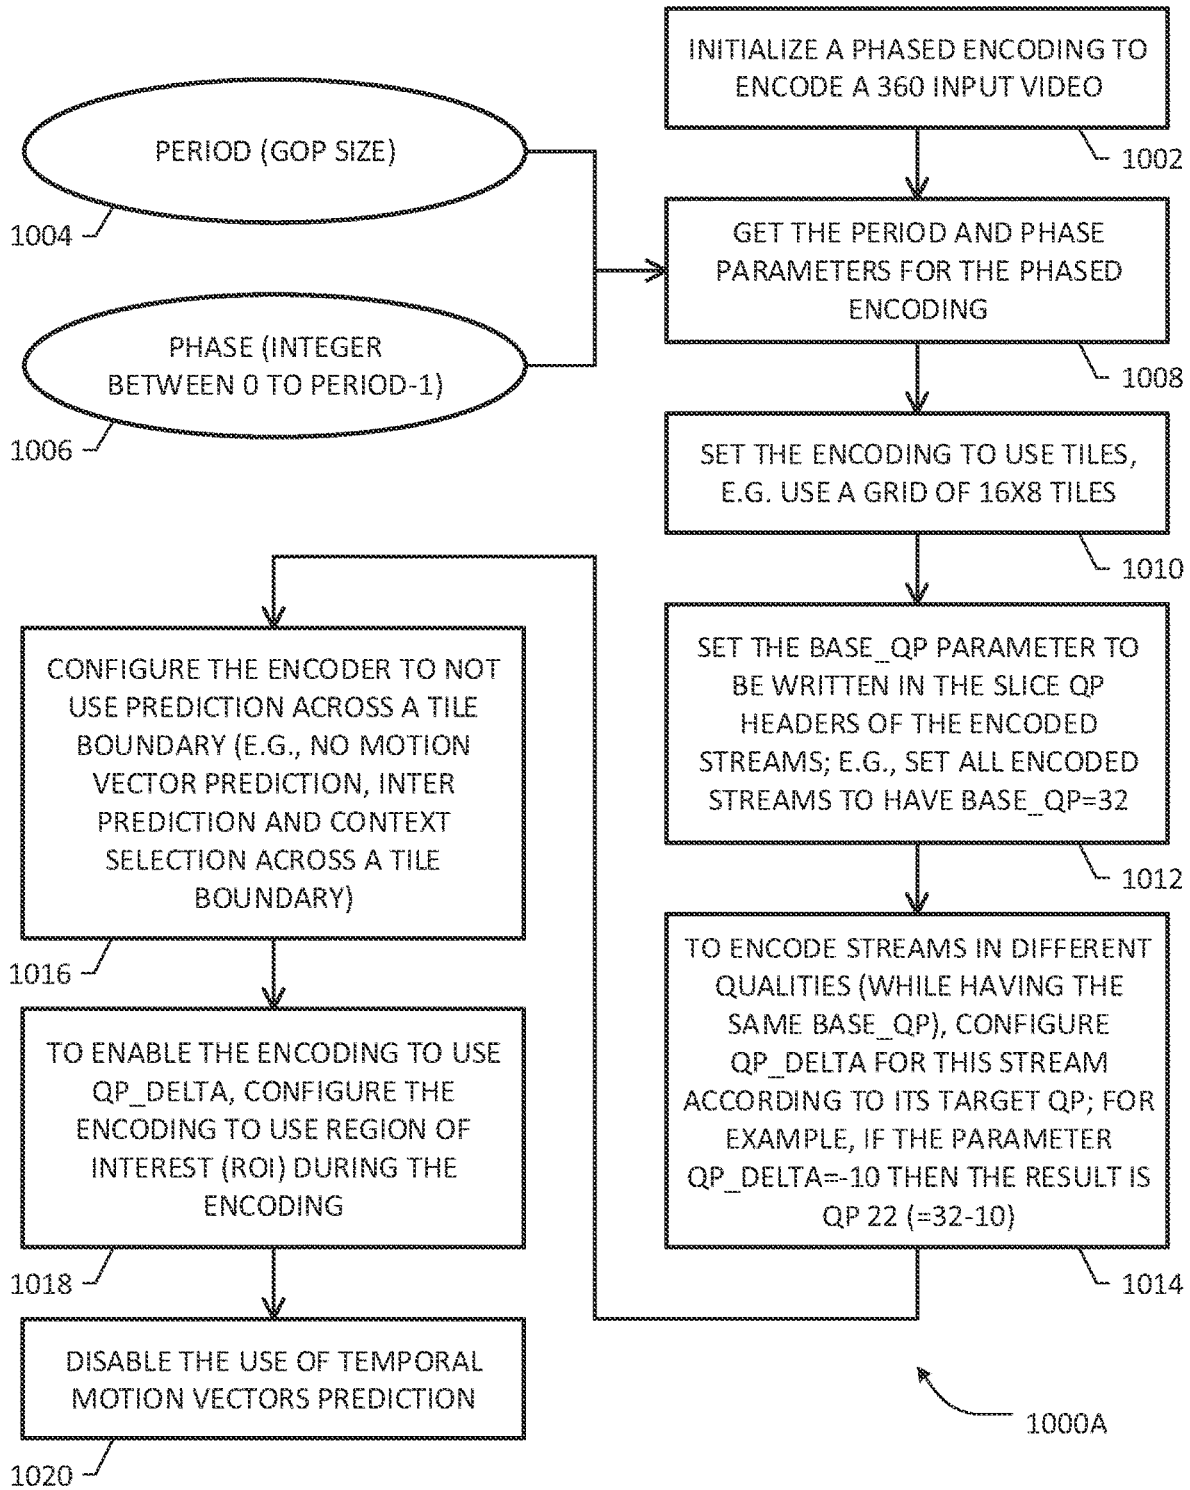 INITIALIZE A PHASED ENCODING TO
ENCODE A 360 INPUT VIDEO
1002
PERIOD (GOP SIZE)
1004
PHASE (INTEGER
BETWEEN 0 TO PERIOD-1)
1006
GET THE PERIOD AND PHASE
PARAMETERS FOR THE PHASED
ENCODING
1008
SET THE ENCODING TO USE TILES,
E.G. USE A GRID OF 16X8 TILES
1010
SET THE BASE_QP PARAMETER TO
BE WRITTEN IN THE SLICE QP
HEADERS OF THE ENCODED
STREAMS; E.G., SET ALL ENCODED
STREAMS TO HAVE BASE_QP=32
1012
TO ENCODE STREAMS IN DIFFERENT
QUALITIES (WHILE HAVING THE
SAME BASE_QP), CONFIGURE
QP_DELTA FOR THIS STREAM
ACCORDING TO ITS TARGET QP; FOR
EXAMPLE, IF THE PARAMETER
QP_DELTA=-10 THEN THE RESULT IS
QP 22 (=32-10)
1014
CONFIGURE THE ENCODER TO NOT
USE PREDICTION ACROSS A TILE
BOUNDARY (E.G., NO MOTION
VECTOR PREDICTION, INTER
PREDICTION AND CONTEXT
SELECTION ACROSS A TILE
BOUNDARY)
1016
TO ENABLE THE ENCODING TO USE
QP_DELTA, CONFIGURE THE
ENCODING TO USE REGION OF
INTEREST (ROI) DURING THE
ENCODING
1018
DISABLE THE USE OF TEMPORAL
MOTION VECTORS PREDICTION
1020
1000A